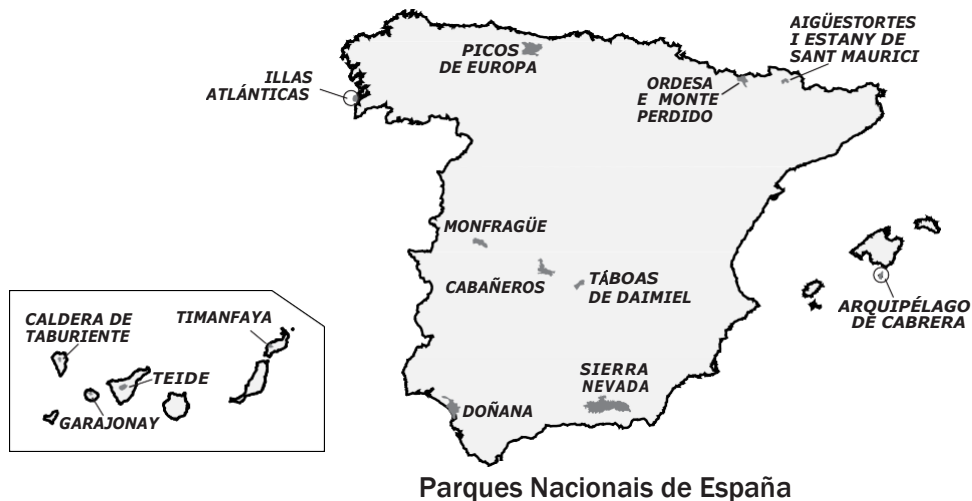 PICOS
DE EUROPA
AIGÜESTORTES
I ESTANY DE
SANT MAURICI
ILLAS
ATLÁNTICAS
ORDESA
E MONTE
PERDIDO
MONFRAGÜE
CABAÑEROS
TÁBOAS
DE DAIMIEL
ARQUIPÉLAGO
DE CABRERA
CALDERA DE
TABURIENTE
TIMANFAYA
TEIDE
GARAJONAY
SIERRA
NEVADA
DOÑANA
Parques Nacionais de España